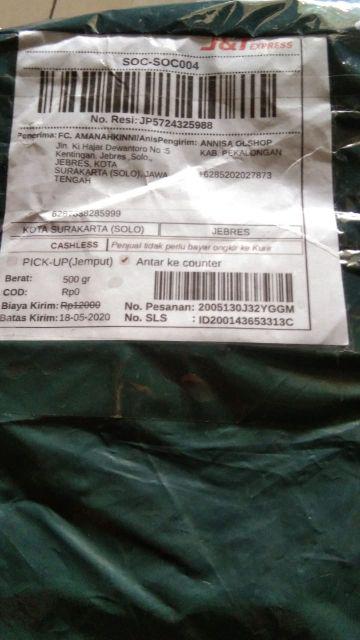 J&T EXPRESS
SOC-SOC004
No. Resi: JP5724325988
Penerima: FC. AMANAHKINNI/Anis Pengirim: ANNISA OLSHOP
Jln. Ki Hajar Dewantoro No :5 KAB. PEKALONGAN
Kentingan, Jebres ,Solo.,
JEBRES, KOTA
SURAKARTA (SOLO), JAWA +6285202027873
TENGAH
KOTA SURAKARTA (SOLO) JEBRES
CASHLESS Penjual tidak perlu bayar ongkir ke Kurir
PICK-UP(Jemput) ✔ Antar ke counter
Berat: 500 gr
COD: Rp0
Biaya Kirim: Rp12000 No. Pesanan: 2005130J32YGGM
Batas Kirim: 18-05-2020 No. SLS : ID200143653313C